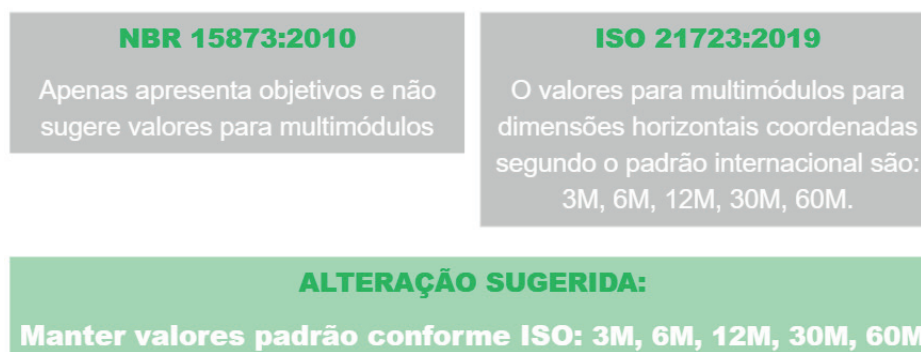 NBR 15873:2010
Apenas apresenta objetivos e não
sugere valores para multimódulos
ISO 21723:2019
O valores para multimódulos para
dimensões horizontais coordenadas
segundo o padrão internacional são:
3M, 6M, 12M, 30M, 60M.
ALTERAÇÃO SUGERIDA:
Manter valores padrão conforme ISO: 3M, 6M, 12M, 30M, 60M